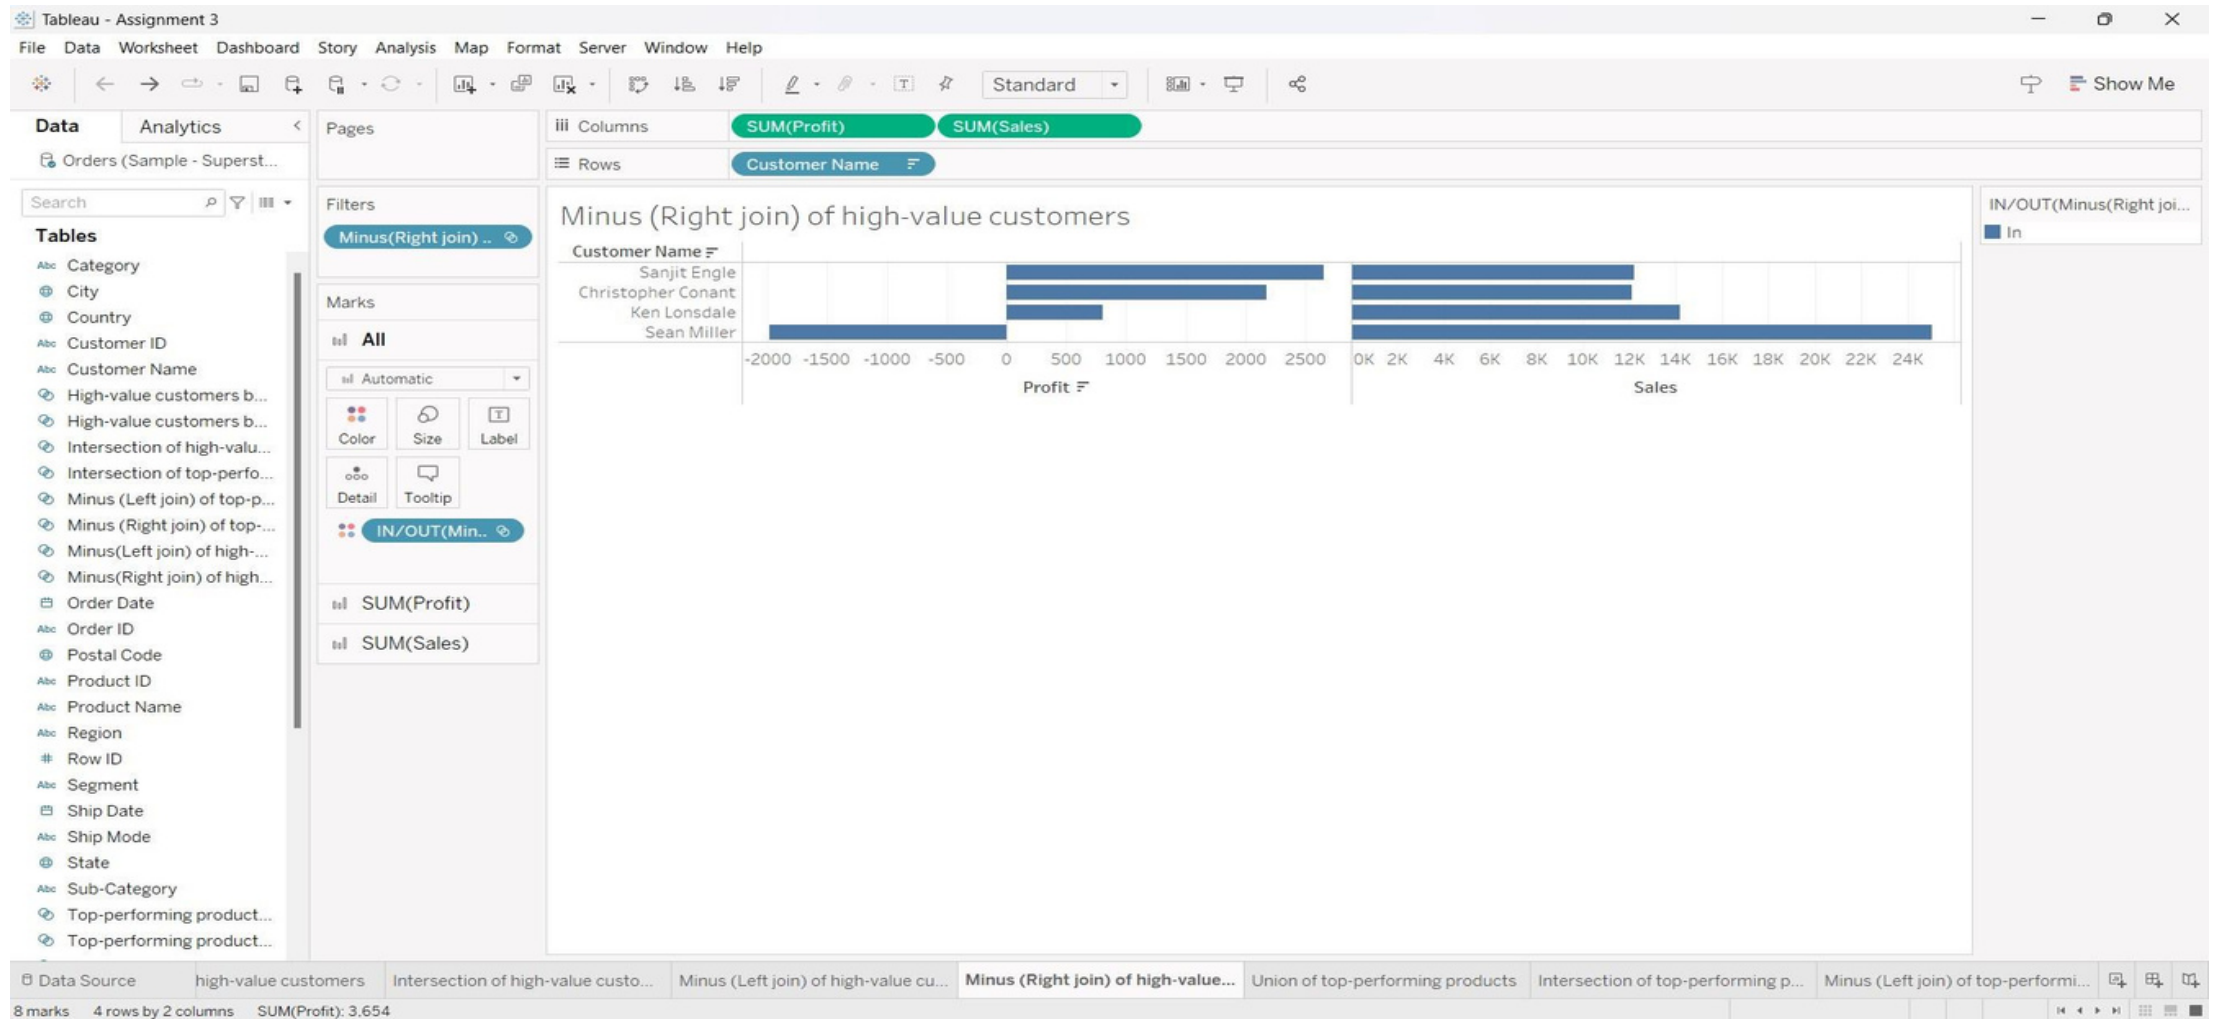 Tableau - Assignment 3
File Data Worksheet Dashboard Story Analysis Map Format Server Window Help
Standard
Show Me
Data Analytics
Orders (Sample - Superst...
Search
Tables
Abc Category
City
Country
Abc Customer ID
Abc Customer Name
High-value customers b...
High-value customers b...
Intersection of high-valu...
Intersection of top-perfo...
Minus (Left join) of top-p...
Minus (Right join) of top-...
Minus(Left join) of high-...
Minus(Right join) of high...
Order Date
Abc Order ID
Postal Code
Abc Product ID
Abc Product Name
Abc Region
# Row ID
Abc Segment
Ship Date
Abc Ship Mode
State
Abc Sub-Category
Top-performing product...
Top-performing product...
Pages
Filters
Minus(Right join) ..
Marks
All
Automatic
Color Size Label
Detail Tooltip
IN/OUT(Min..
SUM(Profit)
SUM(Sales)
Columns SUM(Profit) SUM(Sales)
Rows Customer Name
Minus (Right join) of high-value customers
Customer Name
Sanjit Engle
Christopher Conant
Ken Lonsdale
Sean Miller
-2000 -1500 -1000 -500 0 500 1000 1500 2000 2500 0K 2K 4K 6K 8K 10K 12K 14K 16K 18K 20K 22K 24K
Profit Sales
IN/OUT(Minus(Right joi...
In
Data Source high-value customers Intersection of high-value custo... Minus (Left join) of high-value cu... Minus (Right join) of high-value... Union of top-performing products Intersection of top-performing p... Minus (Left join) of top-performi...
8 marks 4 rows by 2 columns SUM(Profit): 3,654